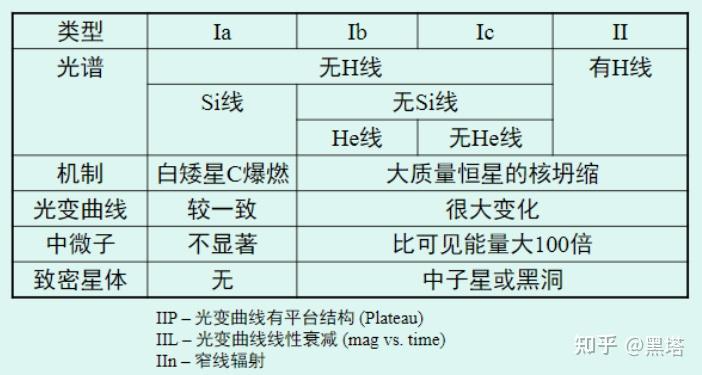 类型 Ia Ib Ic II
光谱 无H线 有H线
Si线 无Si线
He线 无He线
机制 白矮星C爆燃 大质量恒星的核坍缩
光变曲线 较一致 很大变化
中微子 不显著 比可见能量大100倍
致密星体 无 中子星或黑洞
IIP – 光变曲线有平台结构 (Plateau)
IIL – 光变曲线线性衰减 (mag vs. time)
IIn – 窄线辐射
知乎 @黑塔